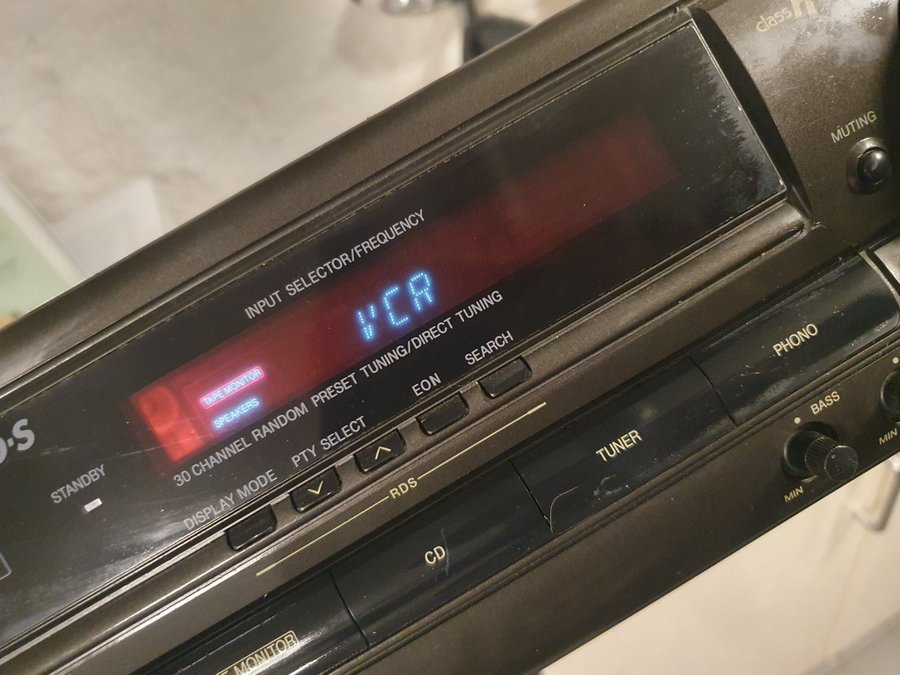 class H
MUTING
INPUT SELECTOR/FREQUENCY
VCR
TAPE MONITOR
SPEAKERS
30 CHANNEL RANDOM PRESET TUNING/DIRECT TUNING
STANDBY
DISPLAY MODE PTY SELECT EON SEARCH
RDS
PHONO
TUNER
CD
MONITOR
BASS
MIN
MIN